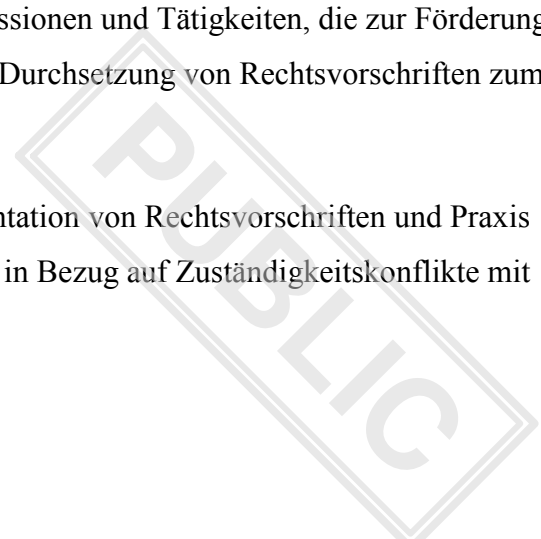 ssionen und Tätigkeiten, die zur Förderung
Durchsetzung von Rechtsvorschriften zum
ntation von Rechtsvorschriften und Praxis
in Bezug auf Zuständigkeitskonflikte mit
PUBLIC